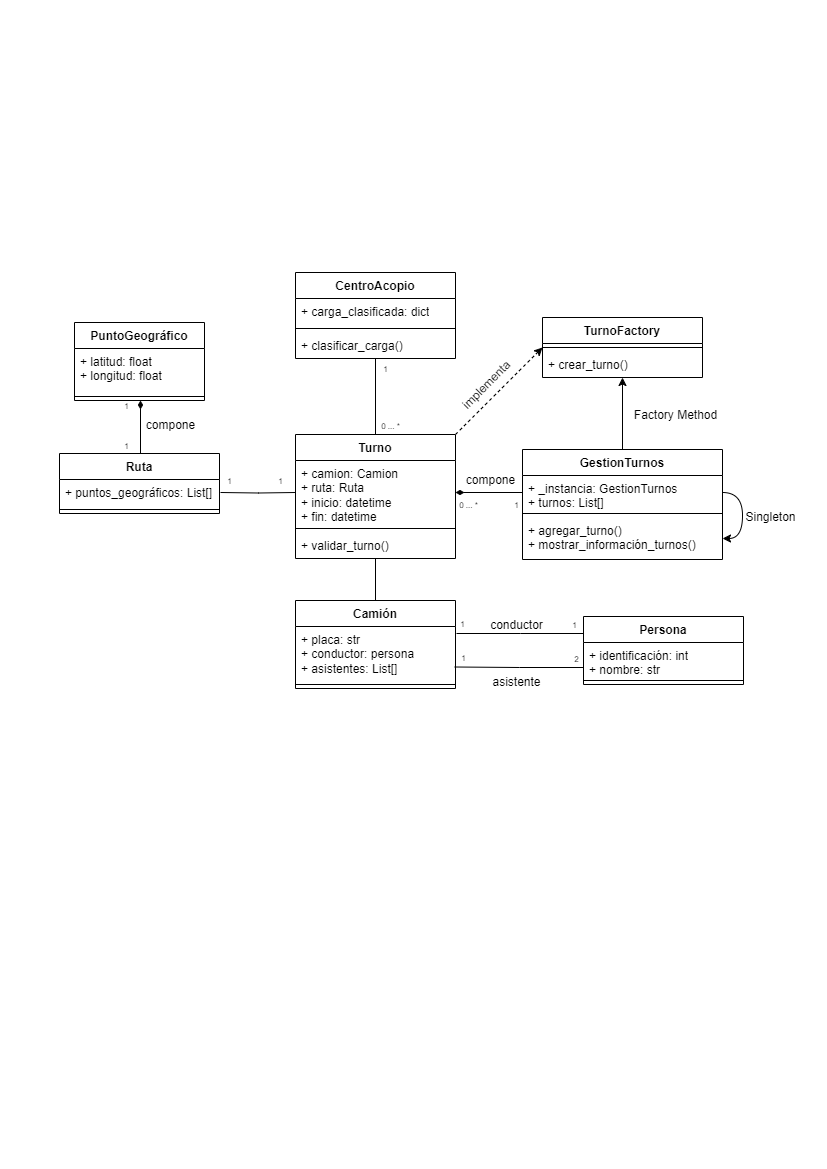 CentroAcopio
+ carga_clasificada: dict
+ clasificar_carga()
1
0 ... *
PuntoGeográfico
+ latitud: float
+ longitud: float
1
compone
1
Ruta
+ puntos_geográficos: List[]
1
1
TurnoFactory
+ crear_turno()
implementa
Factory Method
Turno
+ camion: Camion
+ ruta: Ruta
+ inicio: datetime
+ fin: datetime
+ validar_turno()
compone
0 ... *
1
GestionTurnos
+ _instancia: GestionTurnos
+ turnos: List[]
+ agregar_turno()
+ mostrar_información_turnos()
Singleton
Camión
+ placa: str
+ conductor: persona
+ asistentes: List[]
1
conductor
1
1
2
asistente
Persona
+ identificación: int
+ nombre: str